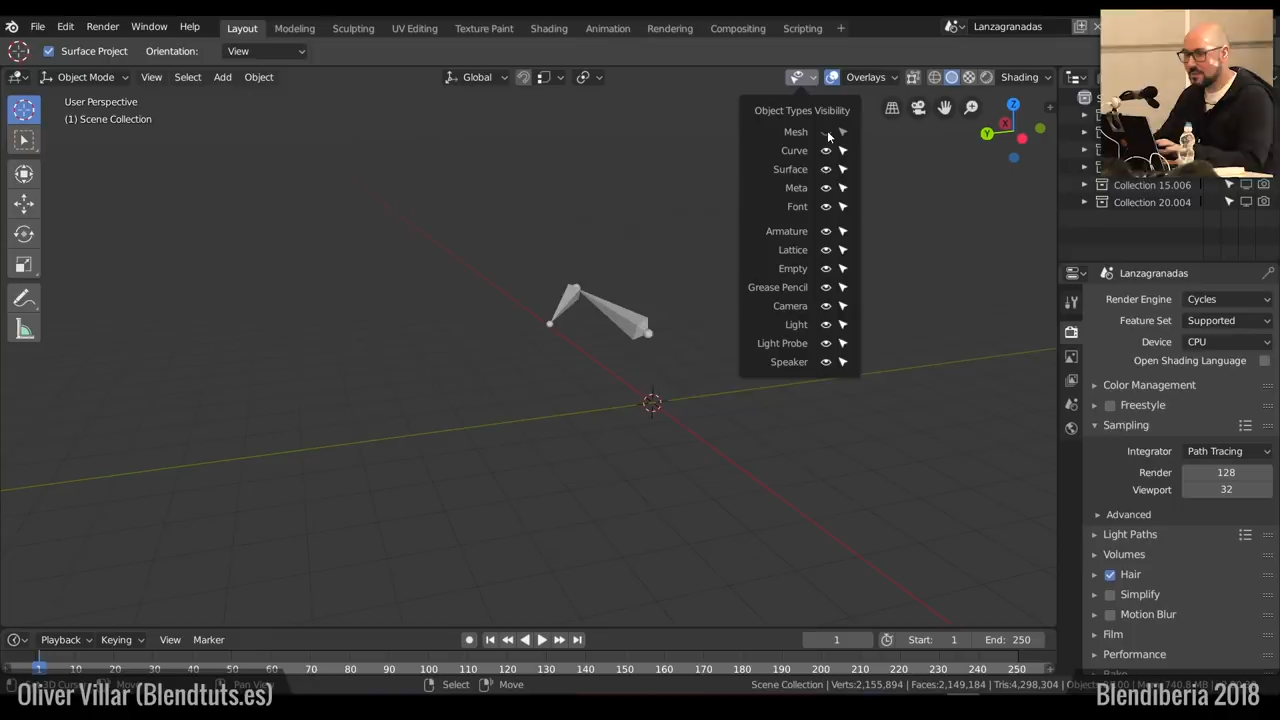 File Edit Render Window Help Layout Modeling Sculpting UV Editing Texture Paint Shading Animation Rendering Compositing Scripting + Lanzagranadas
Surface Project Orientation: View
Object Mode View Select Add Object Global Overlays Shading
User Perspective
(1) Scene Collection
Object Types Visibility
Mesh
Curve
Surface
Meta
Font
Armature
Lattice
Empty
Grease Pencil
Camera
Light
Light Probe
Speaker
Z
X
Y
Collection 15.006
Collection 20.004
Lanzagranadas
Render Engine Cycles
Feature Set Supported
Device CPU
Open Shading Language
Color Management
Freestyle
Sampling
Integrator Path Tracing
Render 128
Viewport 32
Advanced
Light Paths
Volumes
Hair
Simplify
Motion Blur
Film
Performance
Playback Keying View Marker 1 Start: 1 End: 250
1 10 20 30 40 50 60 70 80 90 100 110 120 130 140 150 160 170 180 190 200 210 220 230 240 250
Select Move Scene Collection | Verts:2,155,894 | Faces:2,149,184 | Tris:4,298,304
Oliver Villar (Blendtuts.es)
Blendiberia 2018